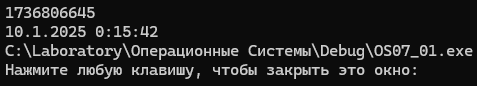 1736806645
10.1.2025 0:15:42
C:\Laboratory\Операционные Системы\Debug\OS07_01.exe
Нажмите любую клавишу, чтобы закрыть это окно: